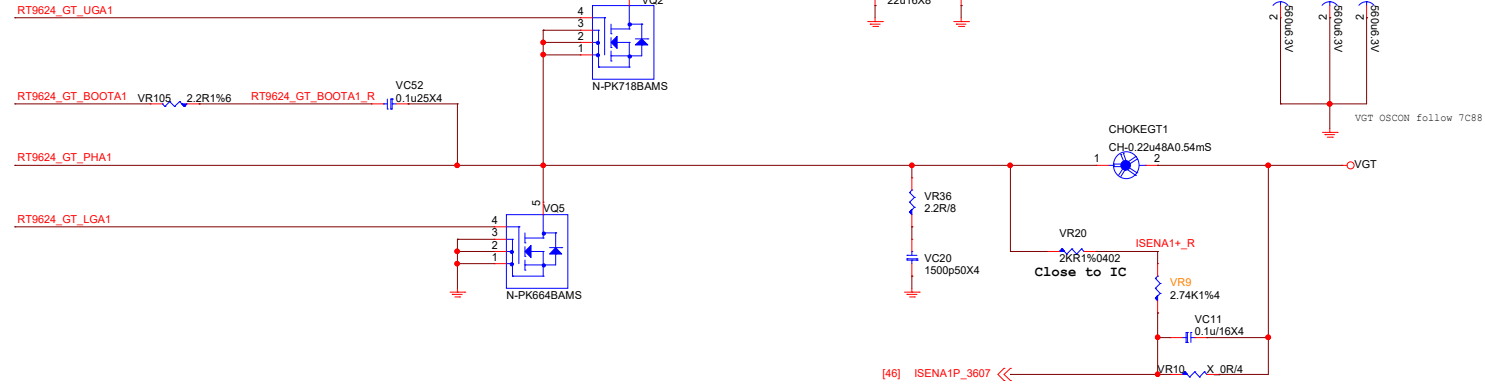 RT9624_GT_UGA1
4
3
2
1
VQ2
N-PK718BAMS
22u16X8
2
560u6.3V
2
560u6.3V
2
560u6.3V
VGT OSCON follow 7C88
RT9624_GT_BOOTA1
VR105
2.2R1%6
RT9624_GT_BOOTA1_R
VC52
0.1u25X4
RT9624_GT_PHA1
CHOKEGT1
CH-0.22u48A0.54mS
1
2
VGT
RT9624_GT_LGA1
5
VQ5
4
3
2
1
N-PK664BAMS
VR36
2.2R/8
VC20
1500p50X4
VR20
2KR1%0402
Close to IC
ISENA1+_R
VR9
2.74K1%4
VC11
0.1u/16X4
[46] ISENA1P_3607
VR10
X_0R/4